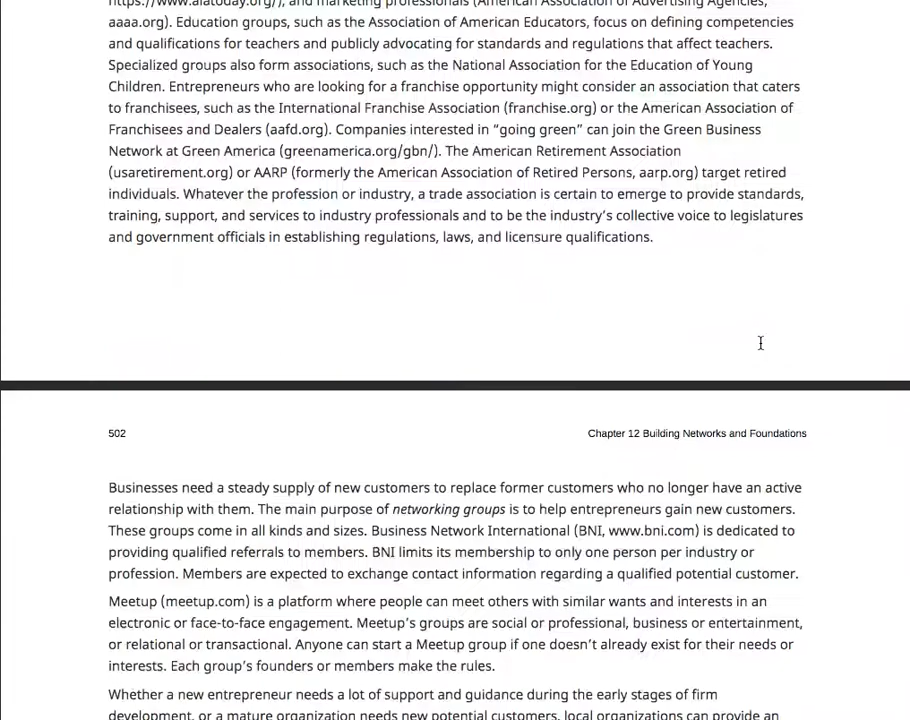 https://www.alatoday.org/), and marketing professionals (American Association of Advertising Agencies,
aaaa.org). Education groups, such as the Association of American Educators, focus on defining competencies
and qualifications for teachers and publicly advocating for standards and regulations that affect teachers.
Specialized groups also form associations, such as the National Association for the Education of Young
Children. Entrepreneurs who are looking for a franchise opportunity might consider an association that caters
to franchisees, such as the International Franchise Association (franchise.org) or the American Association of
Franchisees and Dealers (aafd.org). Companies interested in “going green” can join the Green Business
Network at Green America (greenamerica.org/gbn/). The American Retirement Association
(usaretirement.org) or AARP (formerly the American Association of Retired Persons, aarp.org) target retired
individuals. Whatever the profession or industry, a trade association is certain to emerge to provide standards,
training, support, and services to industry professionals and to be the industry’s collective voice to legislatures
and government officials in establishing regulations, laws, and licensure qualifications.
502 Chapter 12 Building Networks and Foundations
Businesses need a steady supply of new customers to replace former customers who no longer have an active
relationship with them. The main purpose of networking groups is to help entrepreneurs gain new customers.
These groups come in all kinds and sizes. Business Network International (BNI, www.bni.com) is dedicated to
providing qualified referrals to members. BNI limits its membership to only one person per industry or
profession. Members are expected to exchange contact information regarding a qualified potential customer.
Meetup (meetup.com) is a platform where people can meet others with similar wants and interests in an
electronic or face-to-face engagement. Meetup’s groups are social or professional, business or entertainment,
or relational or transactional. Anyone can start a Meetup group if one doesn’t already exist for their needs or
interests. Each group’s founders or members make the rules.
Whether a new entrepreneur needs a lot of support and guidance during the early stages of firm
development, or a mature organization needs new potential customers, local organizations can provide an